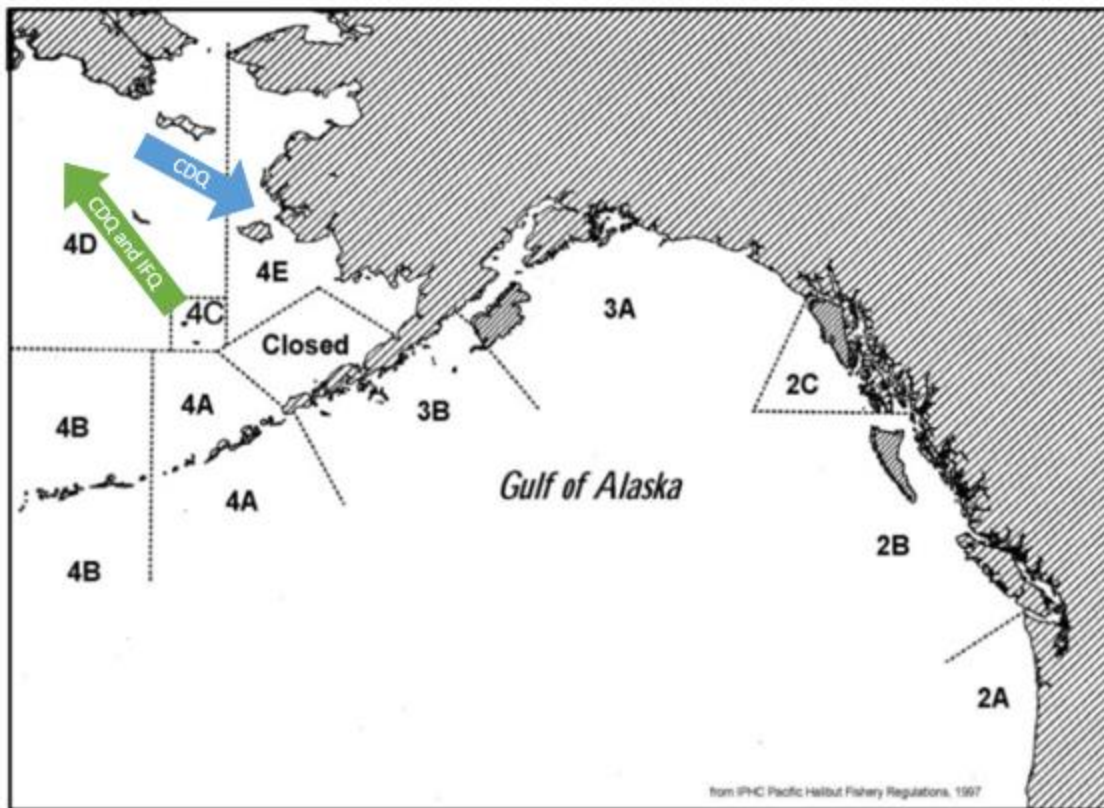 CDQ
CDQ and IFQ
4D
4E
4C
3A
Closed
2C
4A
3B
4B
Gulf of Alaska
4A
2B
4B
2A
from IPHC Pacific Halibut Fishery Regulations, 1997